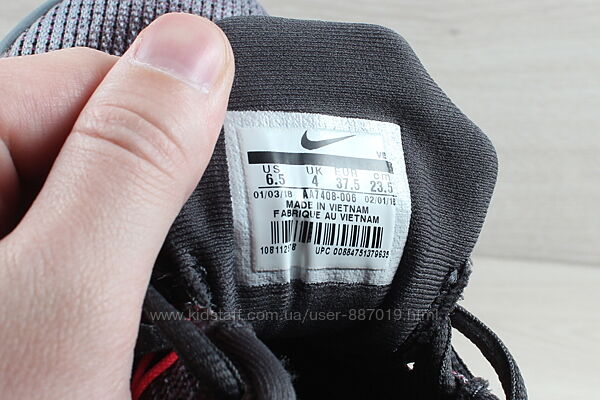 VS
US UK EUR cm
6.5 4 37.5 23.5
01/03/18 AA7408-006 02/01/18
MADE IN VIETNAM
FABRIQUE AU VIETNAM
UPC 00884751379635
www.kidstaff.com.ua/user-887019.html